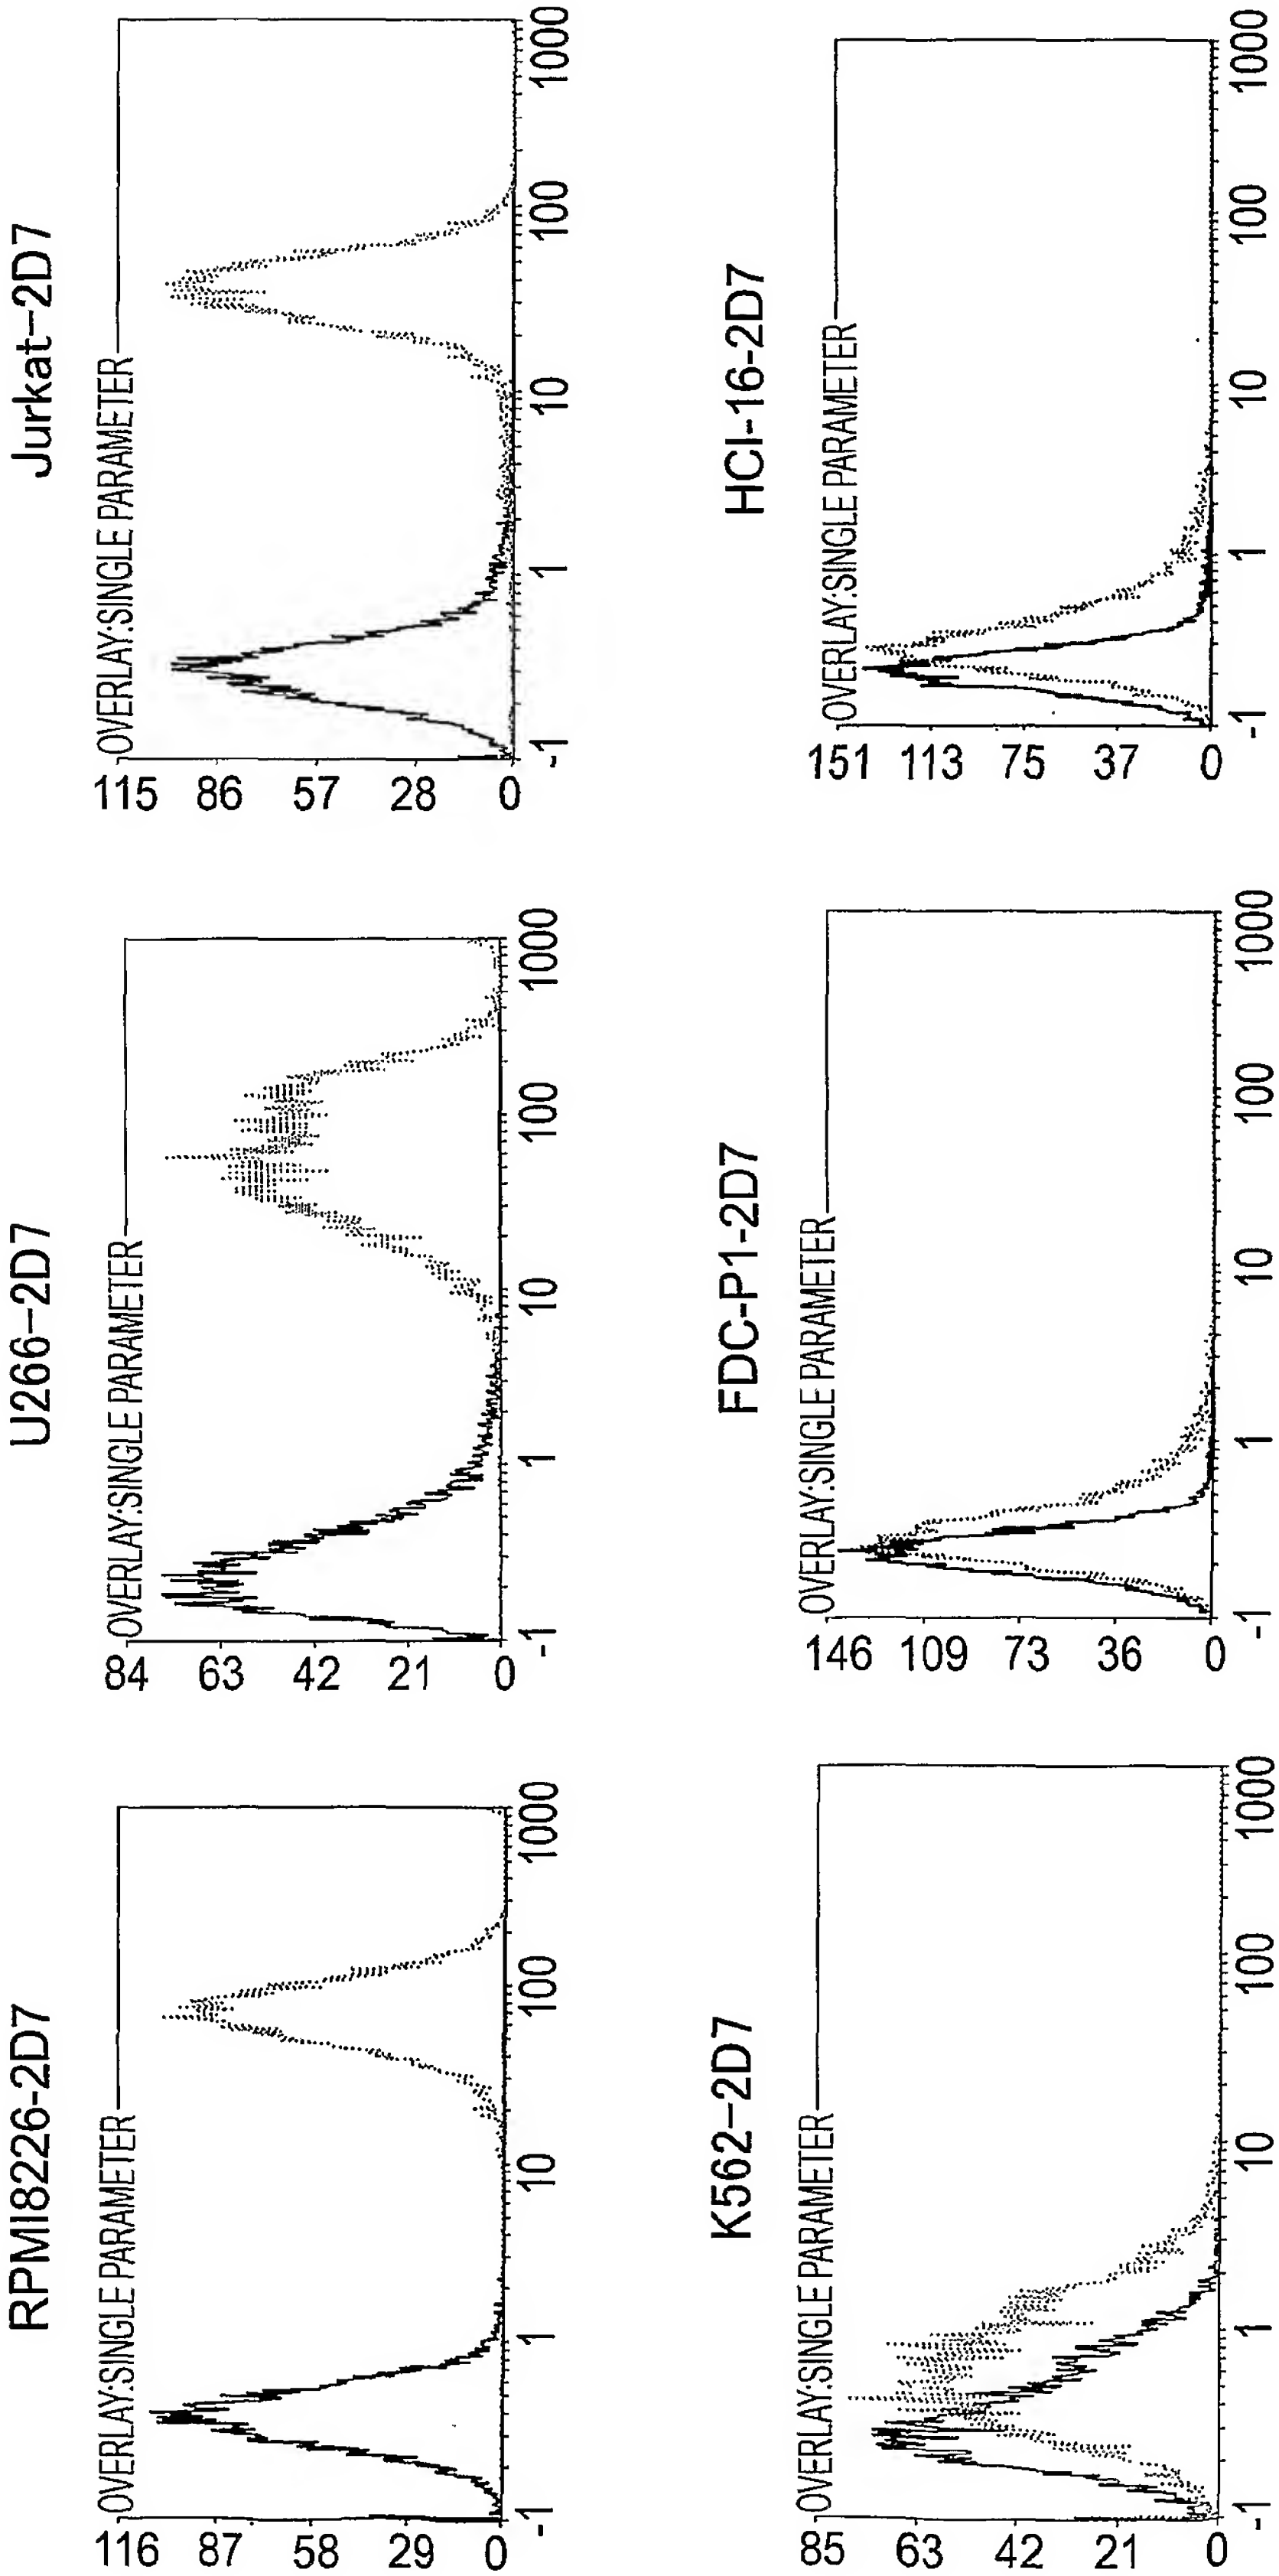 RPMI8226-2D7
OVERLAY:SINGLE PARAMETER
116
87
58
29
0
-1 1 10 100 1000
U266-2D7
OVERLAY:SINGLE PARAMETER
84
63
42
21
0
-1 1 10 100 1000
Jurkat-2D7
OVERLAY:SINGLE PARAMETER
115
86
57
28
0
-1 1 10 100 1000
K562-2D7
OVERLAY:SINGLE PARAMETER
85
63
42
21
0
-1 1 10 100 1000
FDC-P1-2D7
OVERLAY:SINGLE PARAMETER
146
109
73
36
0
-1 1 10 100 1000
HCI-16-2D7
OVERLAY:SINGLE PARAMETER
151
113
75
37
0
-1 1 10 100 1000